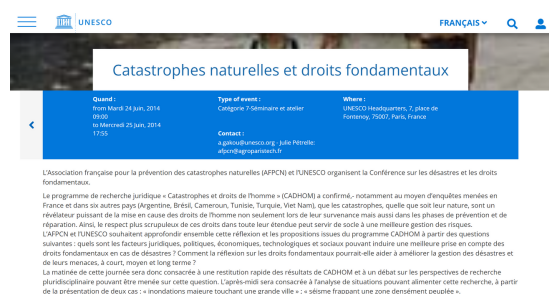 UNESCO
FRANÇAIS
Catastrophes naturelles et droits fondamentaux
Quand :
from Mardi 24 Juin, 2014
09:00
to Mercredi 25 Juin, 2014
17:55
Type of event :
Catégorie 7-Séminaire et atelier
Contact :
a.gakou@unesco.org - Julie Pétrelle:
afpcn@agroparistech.fr
Where :
UNESCO Headquarters, 7, place de
Fontenoy, 75007, Paris, France
L'Association française pour la prévention des catastrophes naturelles (AFPCN) et l'UNESCO organisent la Conférence sur les désastres et les droits
fondamentaux.
Le programme de recherche juridique « Catastrophes et droits de l'homme » (CADHOM) a confirmé,- notamment au moyen d'enquêtes menées en
France et dans six autres pays (Argentine, Brésil, Cameroun, Tunisie, Turquie, Viet Nam), que les catastrophes, quelle que soit leur nature, sont un
révélateur puissant de la mise en cause des droits de l'homme non seulement lors de leur survenance mais aussi dans les phases de prévention et de
réparation. Ainsi, le respect plus scrupuleux de ces droits dans toute leur étendue peut servir de socle à une meilleure gestion des risques.
L'AFPCN et l'UNESCO souhaitent approfondir ensemble cette réflexion et les propositions issues du programme CADHOM à partir des questions
suivantes : quels sont les facteurs juridiques, politiques, économiques, technologiques et sociaux pouvant induire une meilleure prise en compte des
droits fondamentaux en cas de désastres ? Comment la réflexion sur les droits fondamentaux pourrait-elle aider à améliorer la gestion des désastres et
de leurs menaces, à court, moyen et long terme ?
La matinée de cette journée sera donc consacrée à une restitution rapide des résultats de CADHOM et à un débat sur les perspectives de recherche
pluridisciplinaire pouvant être menée sur cette question. L'après-midi sera consacrée à l'analyse de situations pouvant alimenter cette recherche, à partir
de la présentation de deux cas : « inondations majeure touchant une grande ville » ; « séisme frappant une zone densément peuplée ».